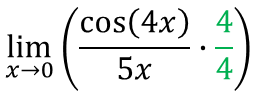 lim x→0 (cos(4x)/5x · 4/4)